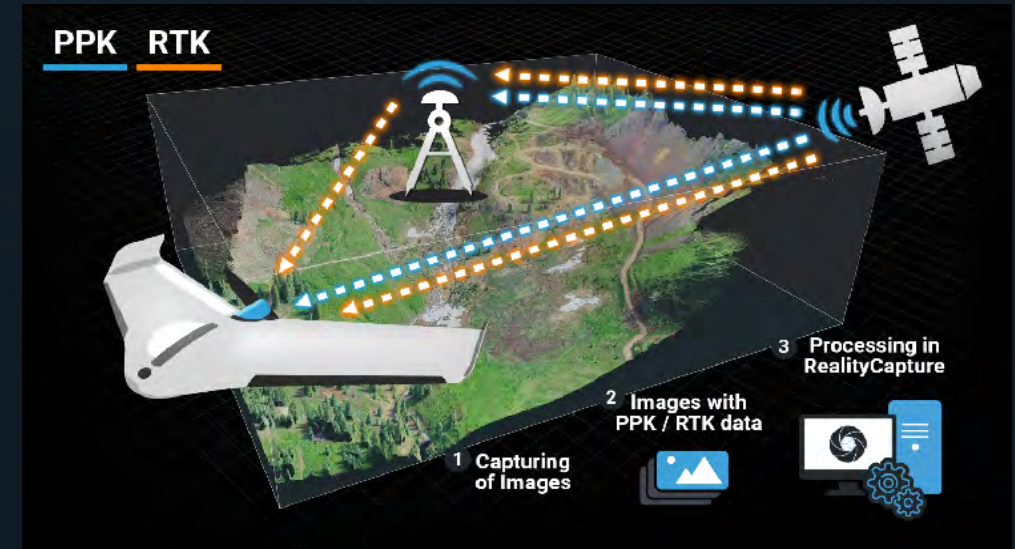 PPK RTK
3 Processing in
RealityCapture
2 Images with
PPK / RTK data
1 Capturing
of Images